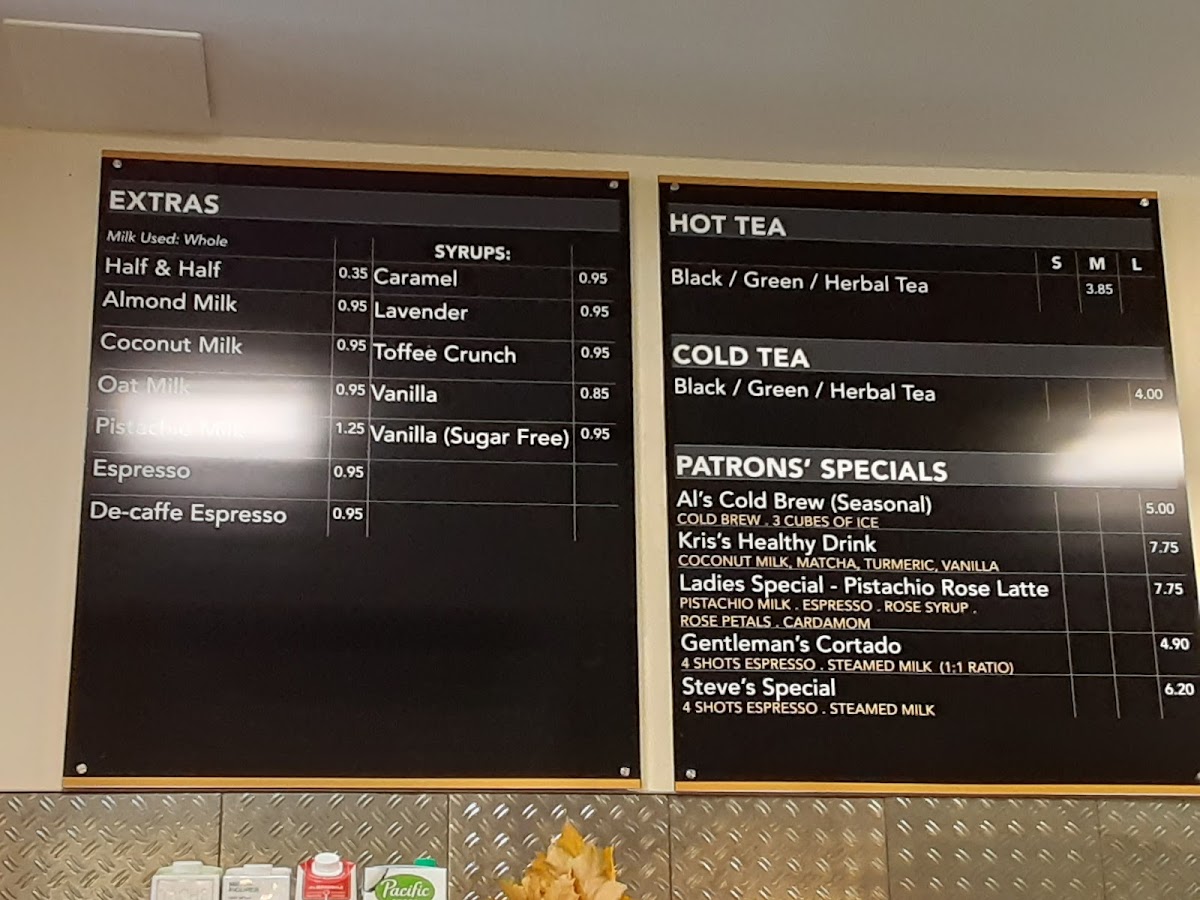 EXTRAS
Milk Used: Whole
SYRUPS:
Half & Half 0.35 Caramel 0.95
Almond Milk 0.95 Lavender 0.95
Coconut Milk 0.95 Toffee Crunch 0.95
Oat Milk 0.95 Vanilla 0.85
Pistachio Milk 1.25 Vanilla (Sugar Free) 0.95
Espresso 0.95
De-caffe Espresso 0.95
HOT TEA
S M L
Black / Green / Herbal Tea 3.85
COLD TEA
Black / Green / Herbal Tea 4.00
PATRONS' SPECIALS
Al's Cold Brew (Seasonal) 5.00
COLD BREW . 3 CUBES OF ICE
Kris's Healthy Drink 7.75
COCONUT MILK, MATCHA, TURMERIC, VANILLA
Ladies Special - Pistachio Rose Latte 7.75
PISTACHIO MILK . ESPRESSO . ROSE SYRUP .
ROSE PETALS . CARDAMOM
Gentleman's Cortado 4.90
4 SHOTS ESPRESSO . STEAMED MILK (1:1 RATIO)
Steve's Special 6.20
4 SHOTS ESPRESSO . STEAMED MILK
Pacific